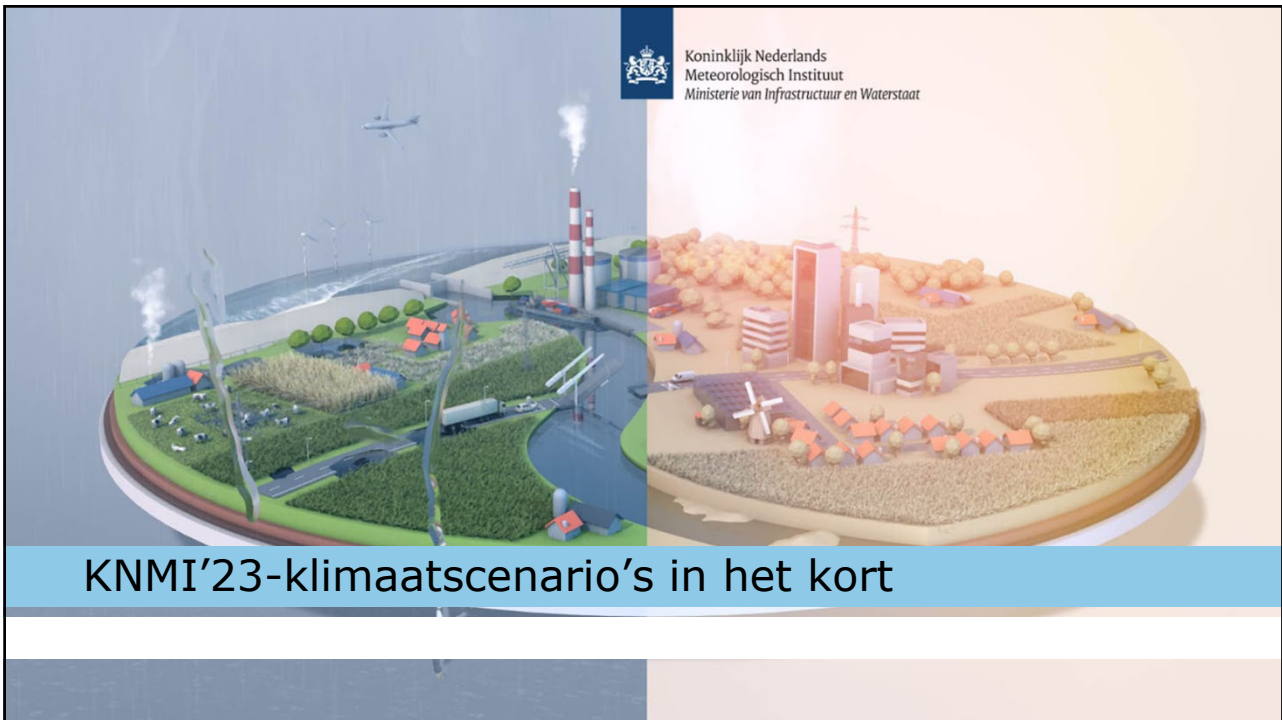 Koninklijk Nederlands
Meteorologisch Instituut
Ministerie van Infrastructuur en Waterstaat
KNMI’23-klimaatscenario’s in het kort